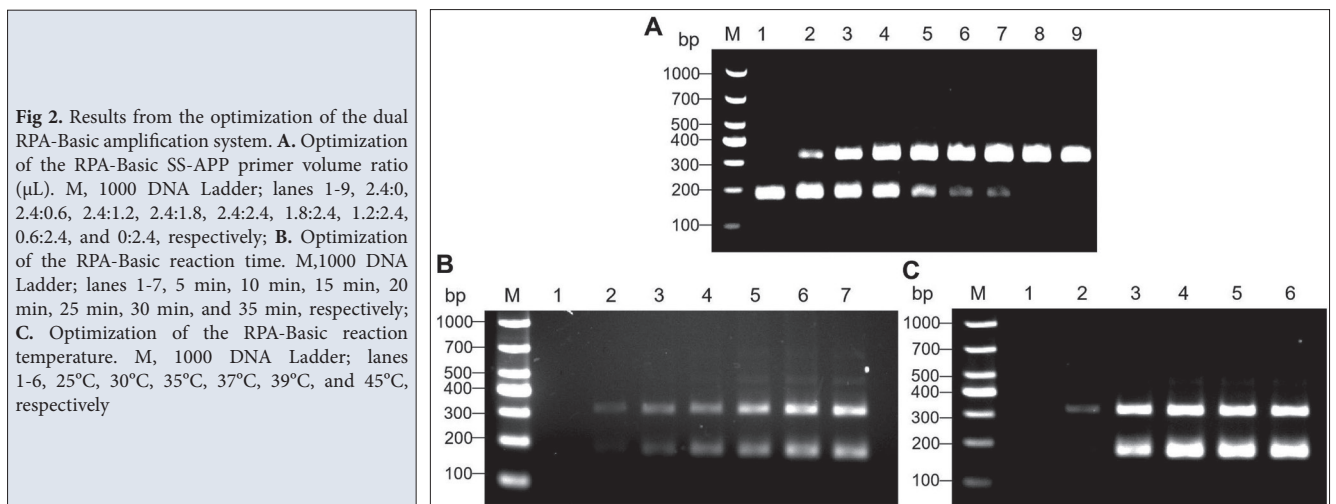 Fig 2. Results from the optimization of the dual
RPA-Basic amplification system. A. Optimization
of the RPA-Basic SS-APP primer volume ratio
(μL). M, 1000 DNA Ladder; lanes 1-9, 2.4:0,
2.4:0.6, 2.4:1.2, 2.4:1.8, 2.4:2.4, 1.8:2.4, 1.2:2.4,
0.6:2.4, and 0:2.4, respectively; B. Optimization
of the RPA-Basic reaction time. M,1000 DNA
Ladder; lanes 1-7, 5 min, 10 min, 15 min, 20
min, 25 min, 30 min, and 35 min, respectively;
C. Optimization of the RPA-Basic reaction
temperature. M, 1000 DNA Ladder; lanes
1-6, 25ºC, 30ºC, 35ºC, 37ºC, 39ºC, and 45ºC,
respectively
A
bp M 1 2 3 4 5 6 7 8 9
1000
700
500
400
300
200
100
B
bp M 1 2 3 4 5 6 7
1000
700
500
400
300
200
100
C
bp M 1 2 3 4 5 6
1000
700
500
400
300
200
100